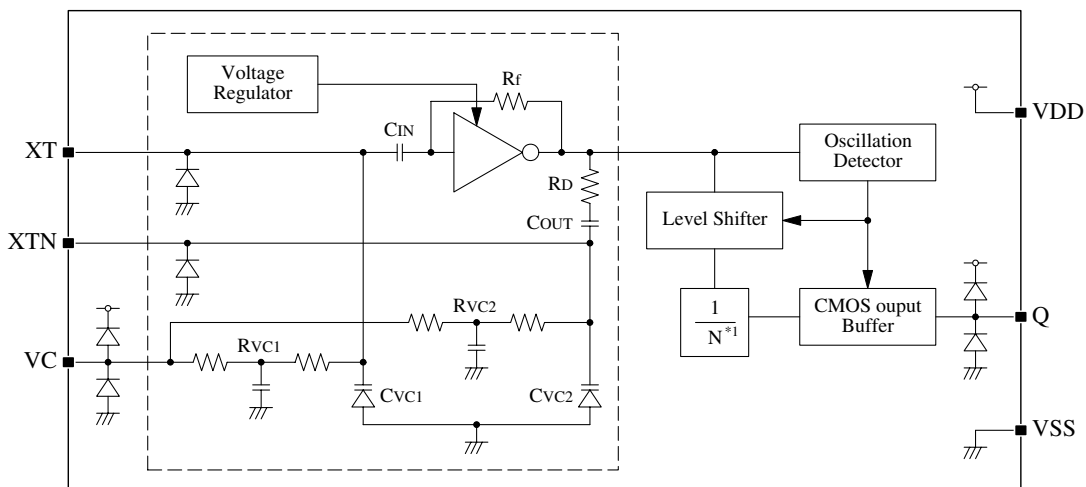 Voltage
Regulator
Rf
VDD
CIN
XT
Oscillation
Detector
RD
COUT
Level Shifter
XTN
RVC2
1
N*1
CMOS ouput
Buffer
Q
RVC1
VC
CVC1
CVC2
VSS